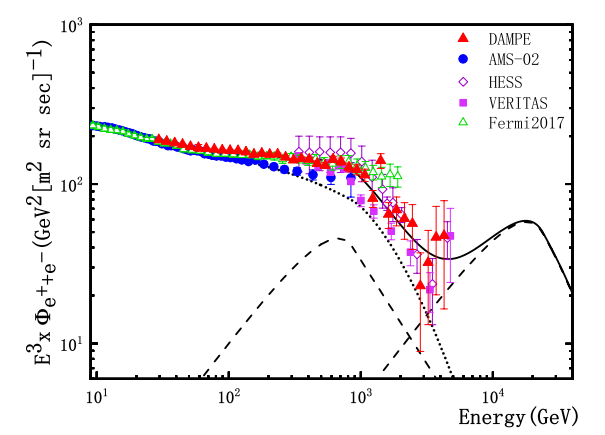 10³
DAMPE
AMS-02
HESS
VERITAS
Fermi2017
10²
10¹
E³x Φe⁺+e⁻(GeV²[m² sr sec]⁻¹)
10¹ 10² 10³ 10⁴
Energy(GeV)